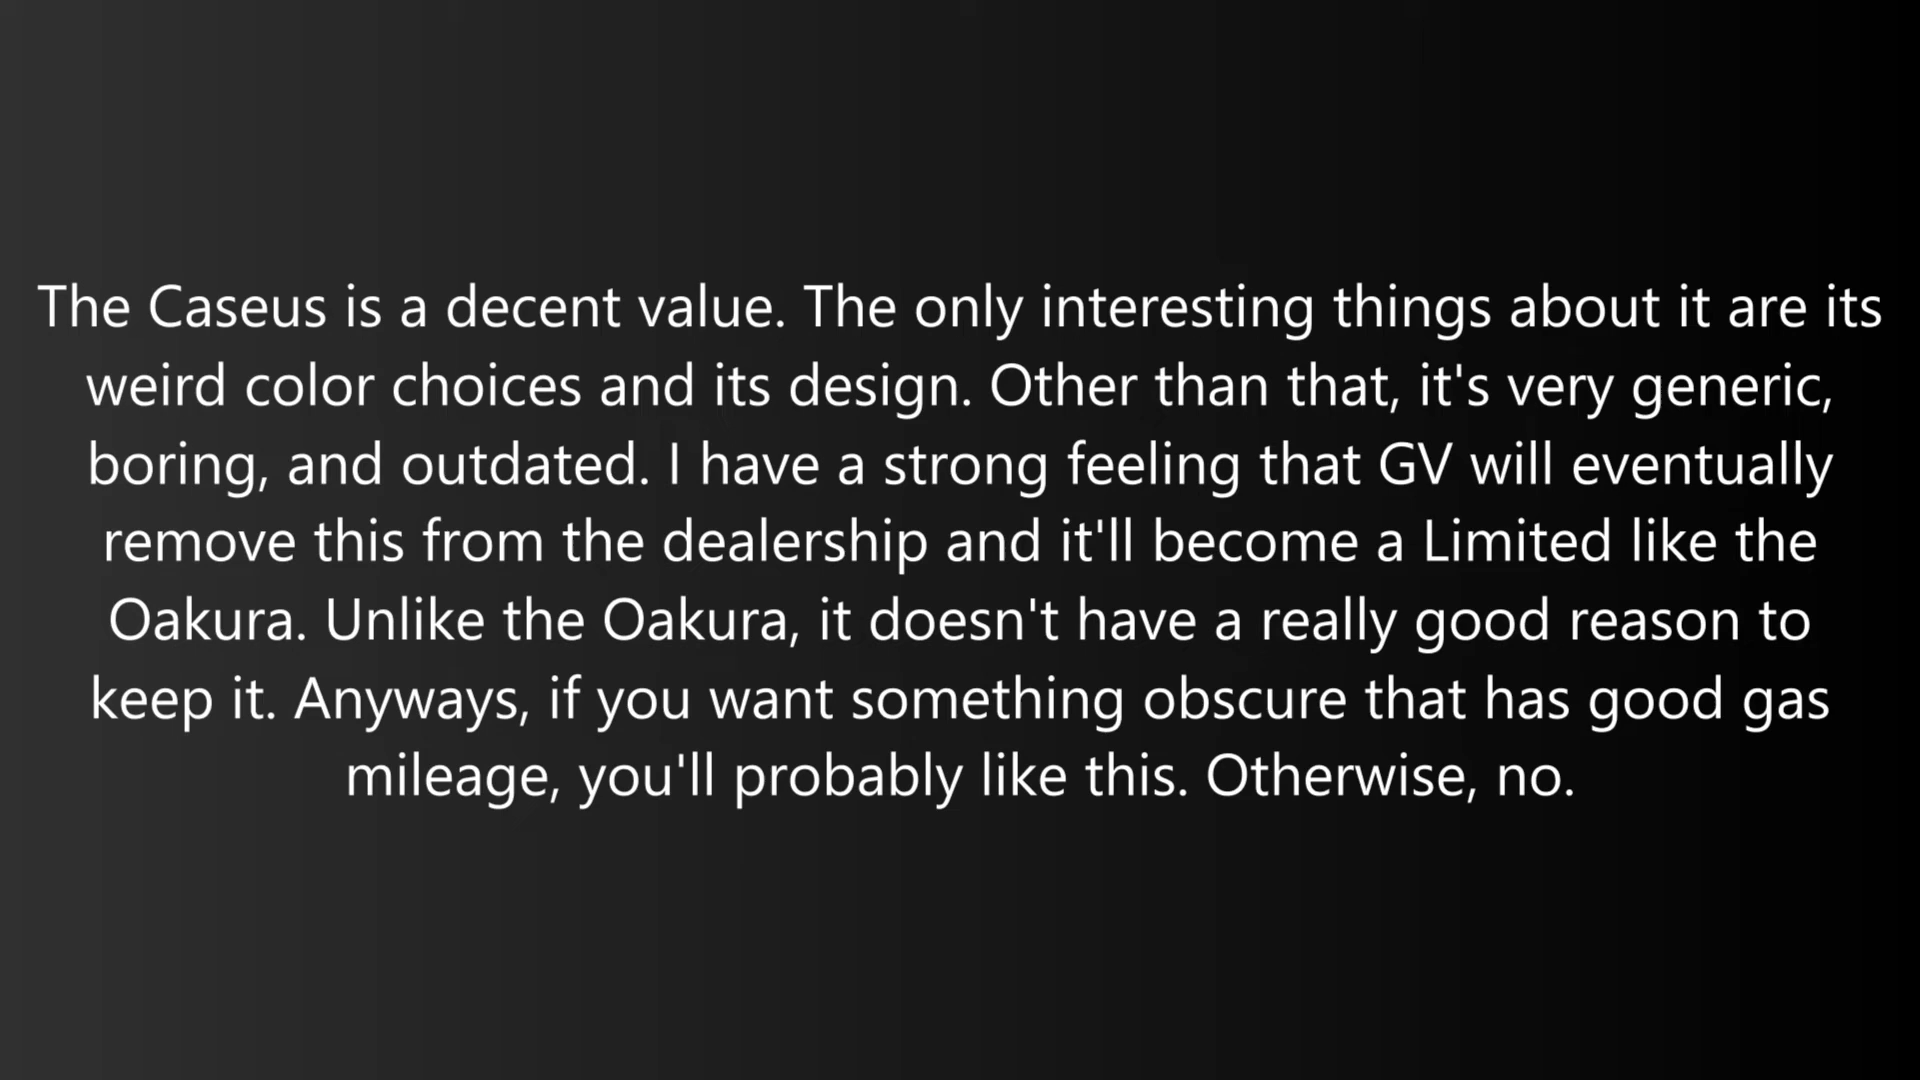 The Caseus is a decent value. The only interesting things about it are its
weird color choices and its design. Other than that, it's very generic,
boring, and outdated. I have a strong feeling that GV will eventually
remove this from the dealership and it'll become a Limited like the
Oakura. Unlike the Oakura, it doesn't have a really good reason to
keep it. Anyways, if you want something obscure that has good gas
mileage, you'll probably like this. Otherwise, no.